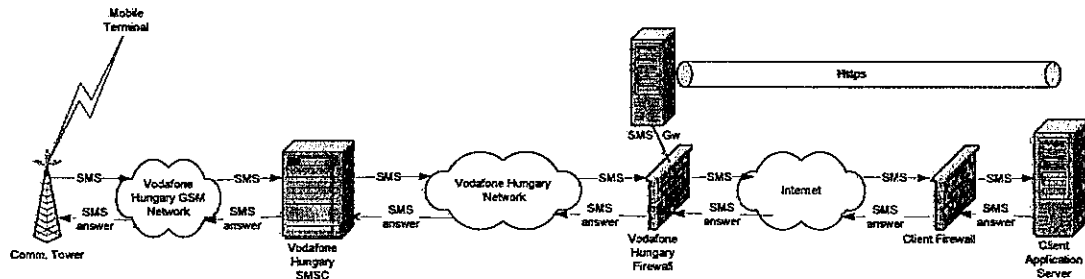 Mobile
Terminal
Https
SMS Gw
SMS
Vodafone
Hungary GSM
Network
SMS
SMS
Vodafone Hungary
Network
SMS
SMS
Internet
SMS
SMS
SMS
answer
SMS
answer
SMS
answer
SMS
answer
SMS
answer
SMS
answer
SMS
answer
Comm. Tower
Vodafone
Hungary
SMSC
Vodafone
Hungary
Firewall
Client Firewall
Client
Application
Server